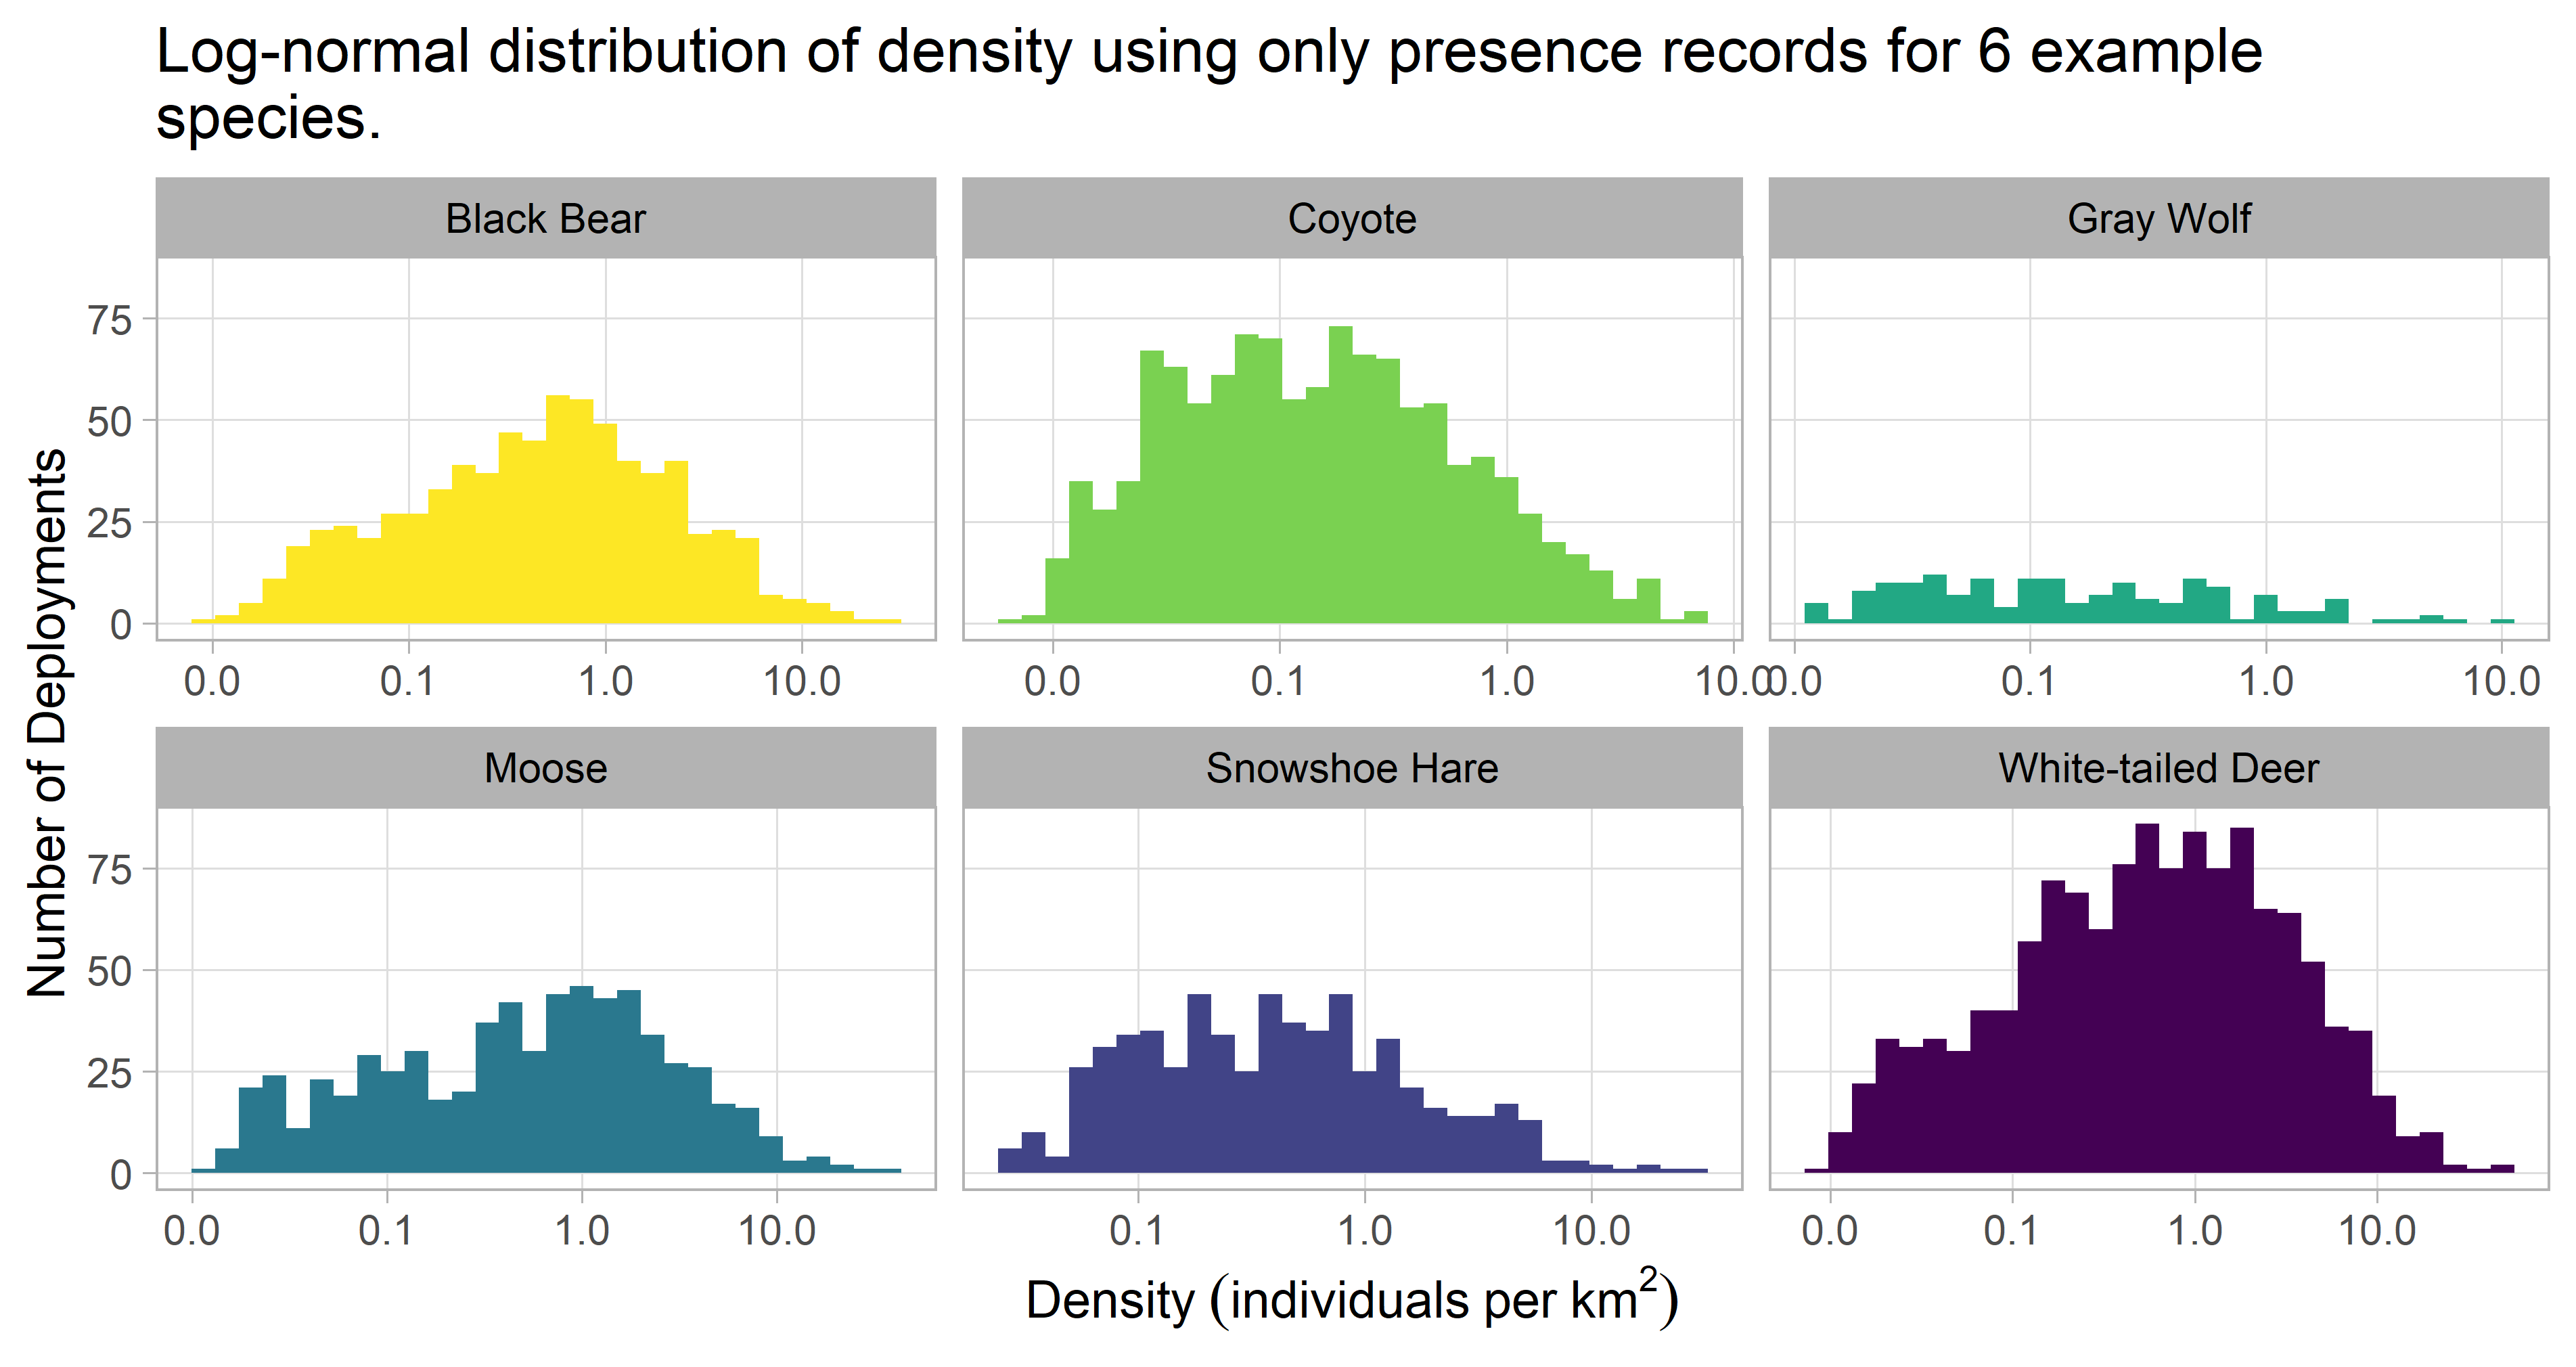 Log-normal distribution of density using only presence records for 6 example
species.
Black Bear
Coyote
Gray Wolf
75
50
25
0
0.0 0.1 1.0 10.0
0.0 0.1 1.0 10.0
0.0 0.1 1.0 10.0
Number of Deployments
Moose
Snowshoe Hare
White-tailed Deer
75
50
25
0
0.0 0.1 1.0 10.0
0.1 1.0 10.0
0.0 0.1 1.0 10.0
Density (individuals per km²)